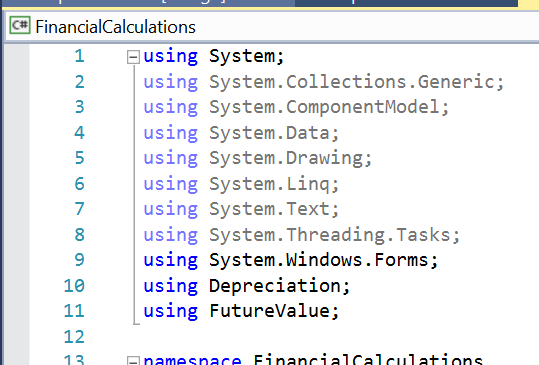 C# FinancialCalculations
1 using System;
2 using System.Collections.Generic;
3 using System.ComponentModel;
4 using System.Data;
5 using System.Drawing;
6 using System.Linq;
7 using System.Text;
8 using System.Threading.Tasks;
9 using System.Windows.Forms;
10 using Depreciation;
11 using FutureValue;
12
13 namespace FinancialCalculations